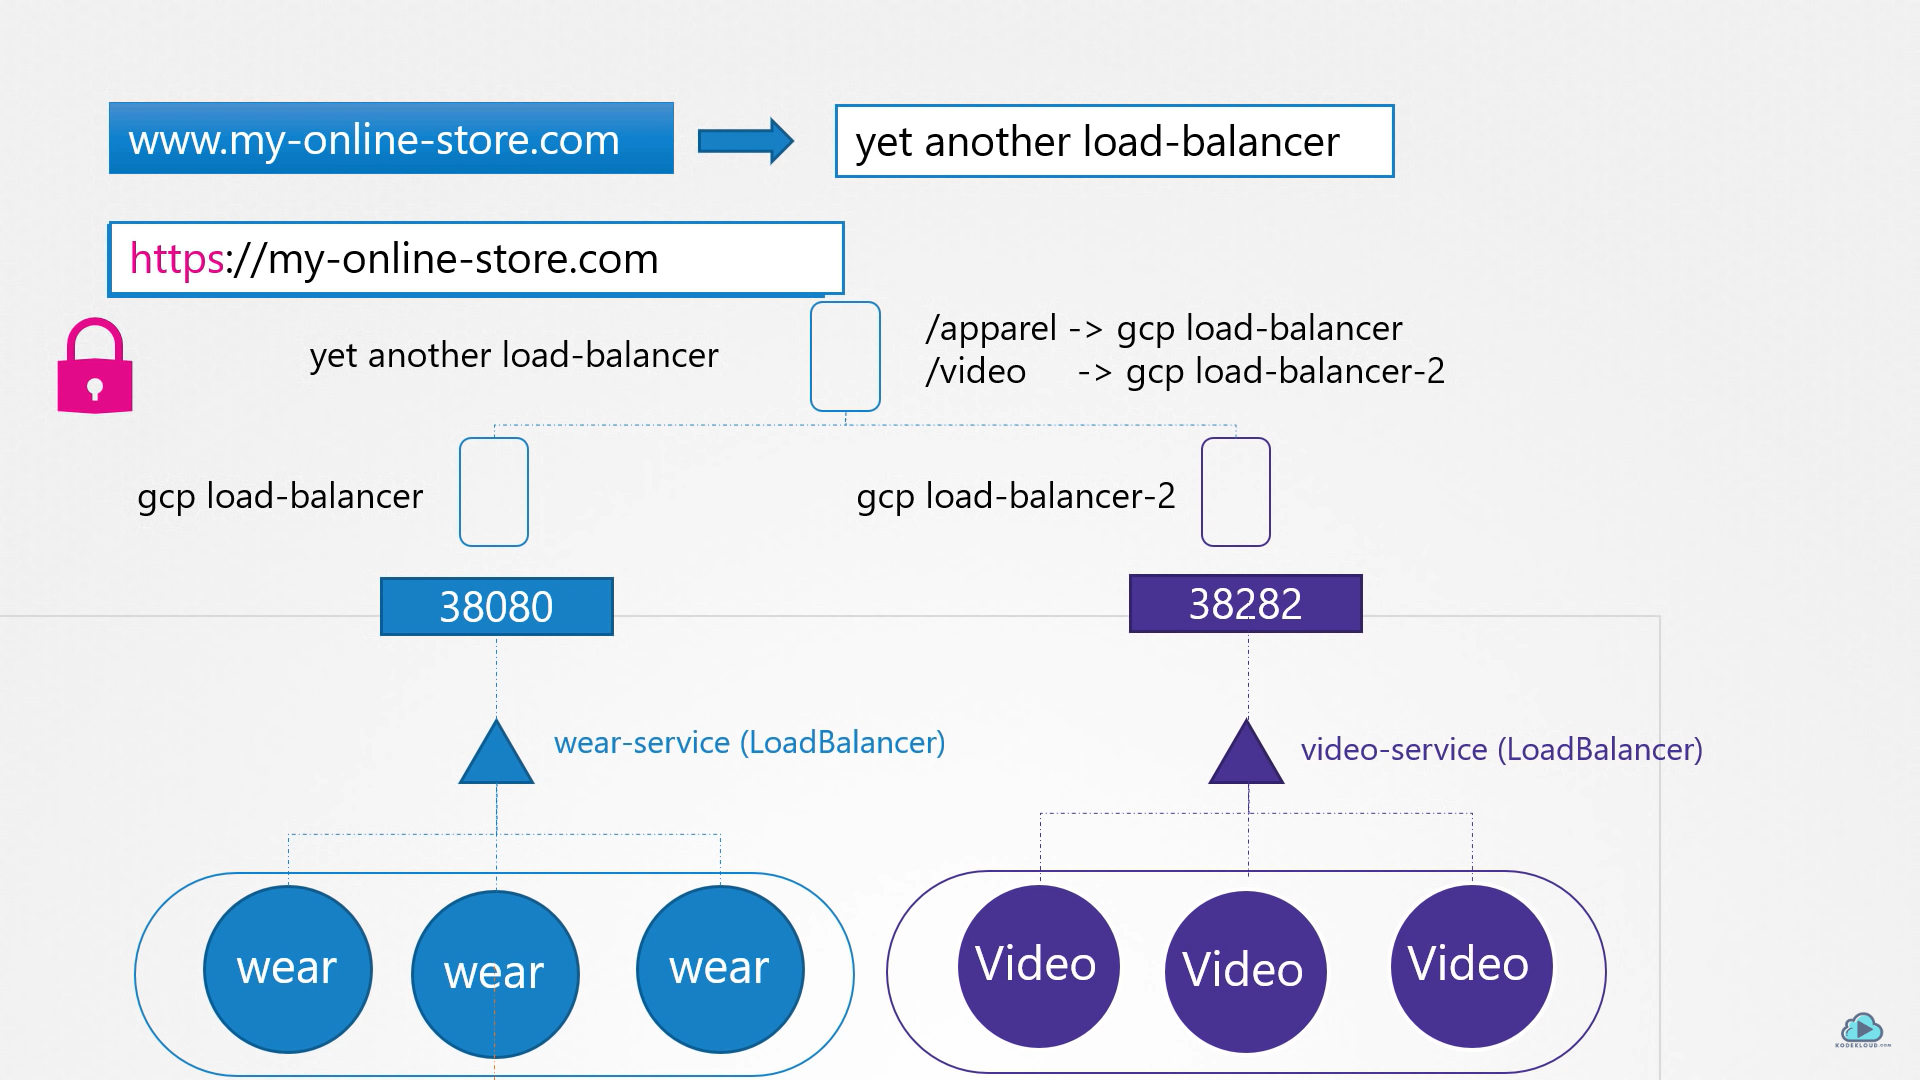 www.my-online-store.com
yet another load-balancer
https://my-online-store.com
yet another load-balancer
/apparel -> gcp load-balancer
/video -> gcp load-balancer-2
gcp load-balancer
gcp load-balancer-2
38080
38282
wear-service (LoadBalancer)
video-service (LoadBalancer)
wear
wear
wear
Video
Video
Video
KODEKLOUD.COM